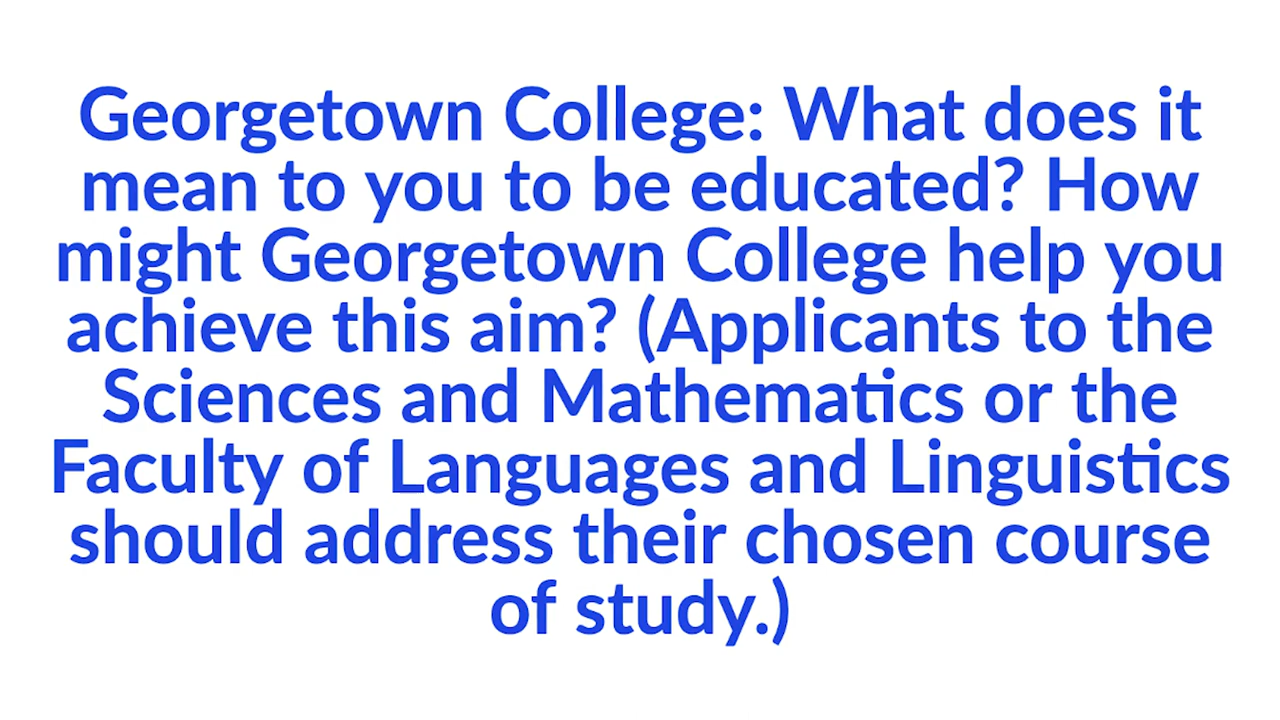 Georgetown College: What does it
mean to you to be educated? How
might Georgetown College help you
achieve this aim? (Applicants to the
Sciences and Mathematics or the
Faculty of Languages and Linguistics
should address their chosen course
of study.)